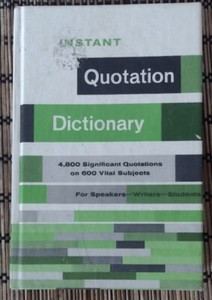 INSTANT
Quotation
Dictionary
4,800 Significant Quotations
on 600 Vital Subjects
For Speakers—Writers—Students